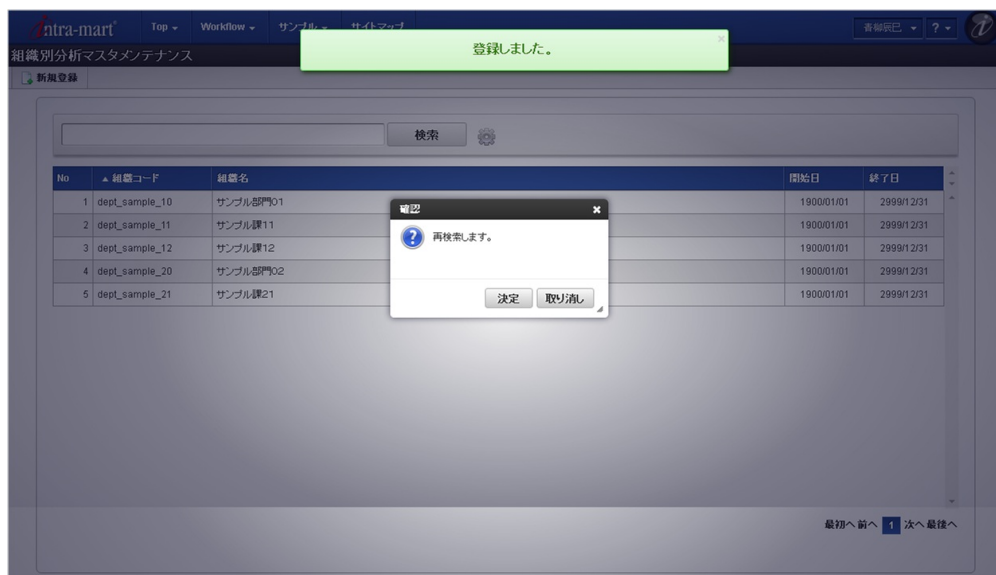 intra-mart Top Workflow サンプル サイトマップ 青柳辰巳 ?
登録しました。
組織別分析マスタメンテナンス
新規登録
検索
No ▲ 組織コード 組織名 開始日 終了日
1 dept_sample_10 サンプル部門01 1900/01/01 2999/12/31
2 dept_sample_11 サンプル課11 1900/01/01 2999/12/31
3 dept_sample_12 サンプル課12 1900/01/01 2999/12/31
4 dept_sample_20 サンプル部門02 1900/01/01 2999/12/31
5 dept_sample_21 サンプル課21 1900/01/01 2999/12/31
確認
再検索します。
決定 取り消し
最初へ 前へ 1 次へ 最後へ